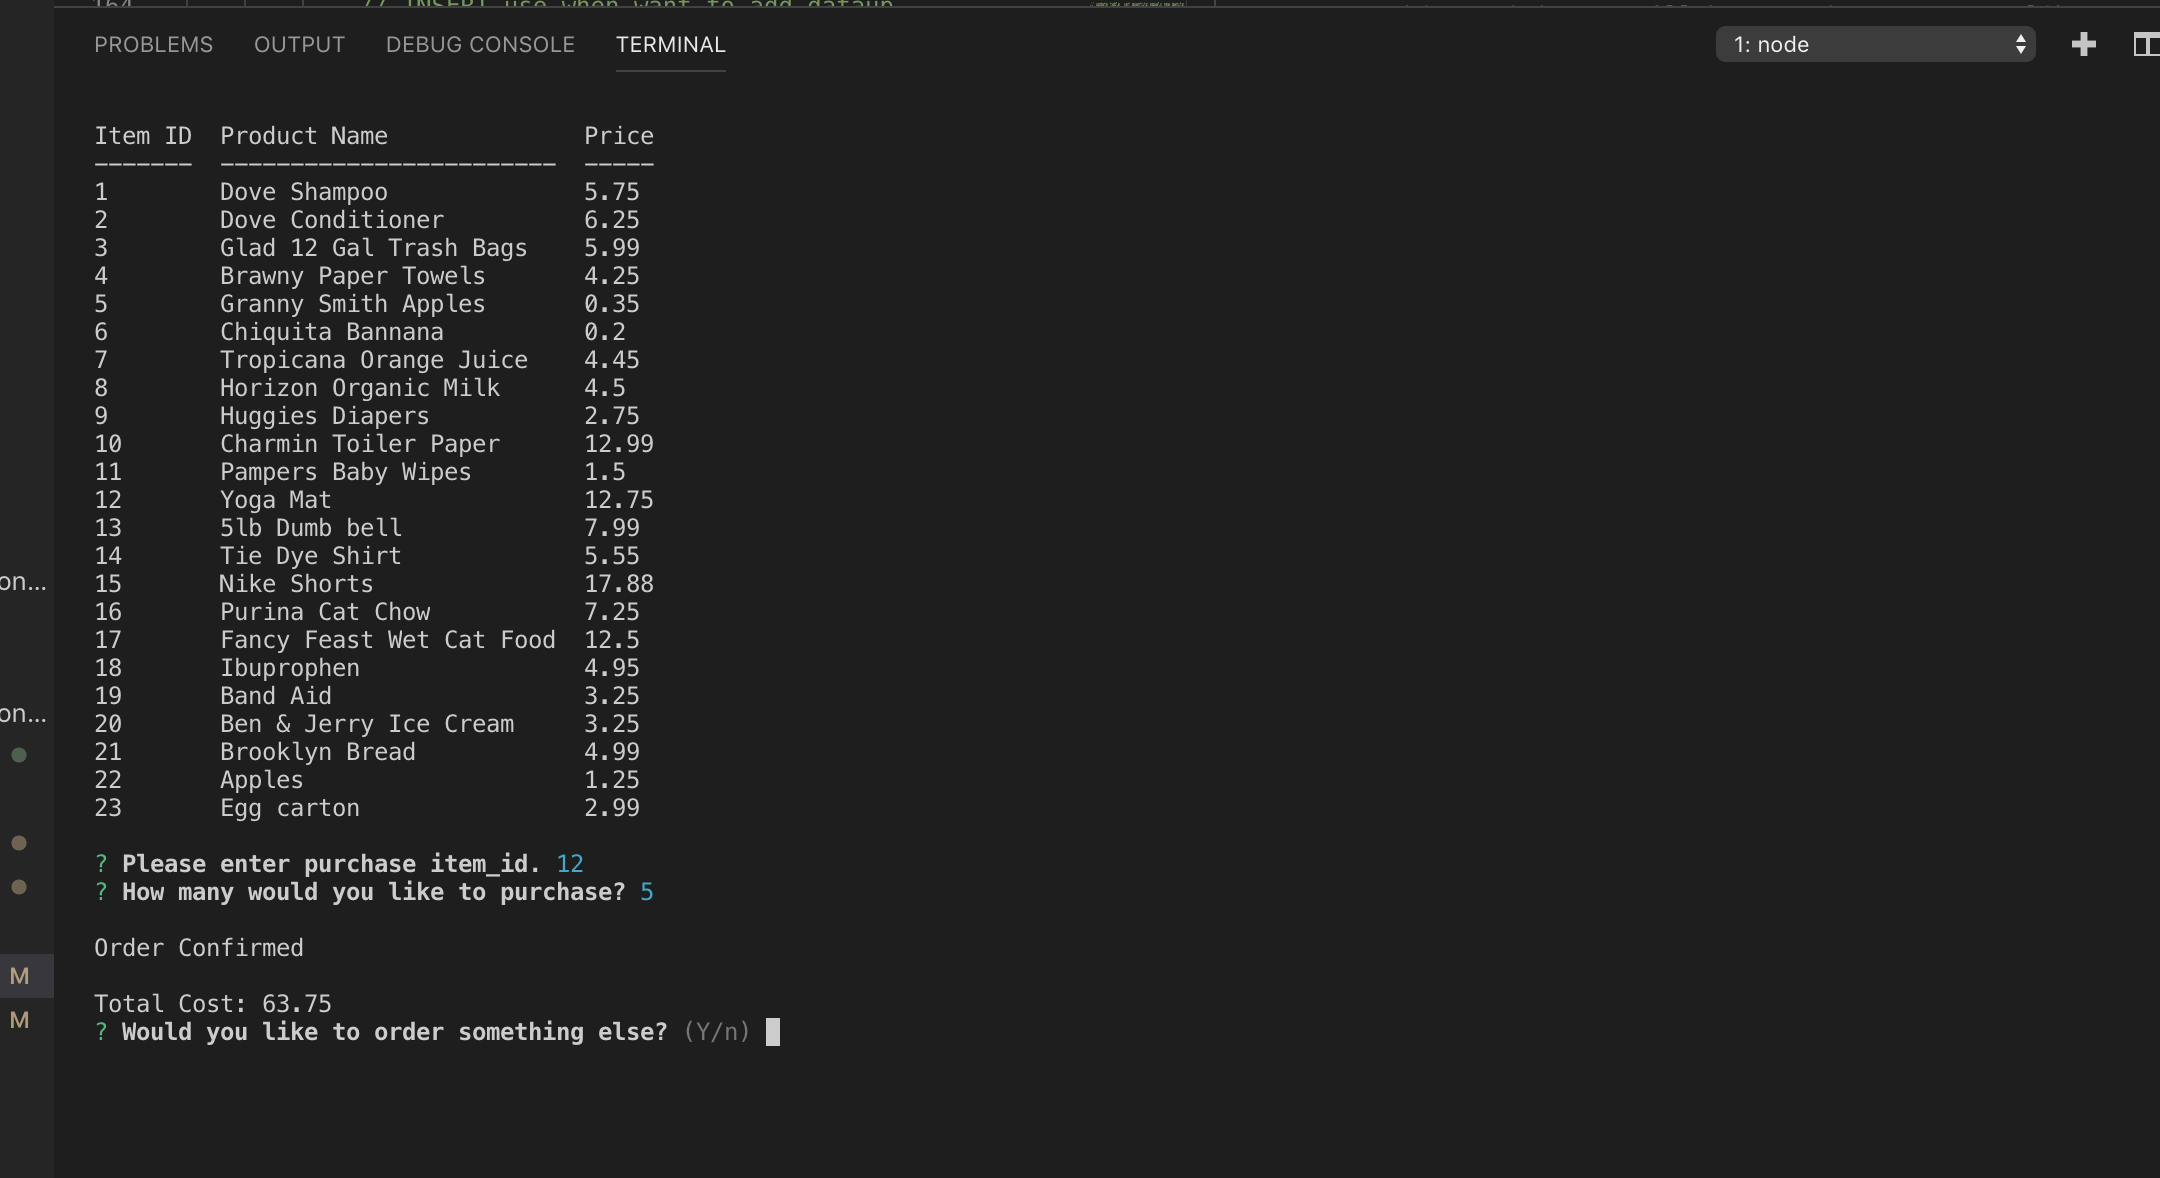 // INSERT use when want to add dataup
PROBLEMS OUTPUT DEBUG CONSOLE TERMINAL 1: node
Item ID Product Name Price
------- ------------------------ -----
1 Dove Shampoo 5.75
2 Dove Conditioner 6.25
3 Glad 12 Gal Trash Bags 5.99
4 Brawny Paper Towels 4.25
5 Granny Smith Apples 0.35
6 Chiquita Bannana 0.2
7 Tropicana Orange Juice 4.45
8 Horizon Organic Milk 4.5
9 Huggies Diapers 2.75
10 Charmin Toiler Paper 12.99
11 Pampers Baby Wipes 1.5
12 Yoga Mat 12.75
13 5lb Dumb bell 7.99
14 Tie Dye Shirt 5.55
on...
15 Nike Shorts 17.88
16 Purina Cat Chow 7.25
17 Fancy Feast Wet Cat Food 12.5
18 Ibuprophen 4.95
19 Band Aid 3.25
on...
20 Ben & Jerry Ice Cream 3.25
21 Brooklyn Bread 4.99
22 Apples 1.25
23 Egg carton 2.99
? Please enter purchase item_id. 12
? How many would you like to purchase? 5
Order Confirmed
M
Total Cost: 63.75
M
? Would you like to order something else? (Y/n)